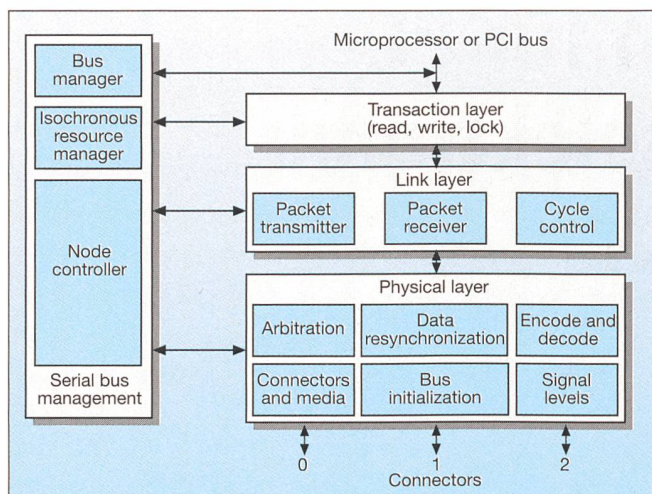 Microprocessor or PCI bus
Bus
manager
Isochronous
resource
manager
Node
controller
Serial bus
management
Transaction layer
(read, write, lock)
Link layer
Packet
transmitter
Packet
receiver
Cycle
control
Physical layer
Arbitration
Data
resynchronization
Encode and
decode
Connectors
and media
Bus
initialization
Signal
levels
0
1
2
Connectors